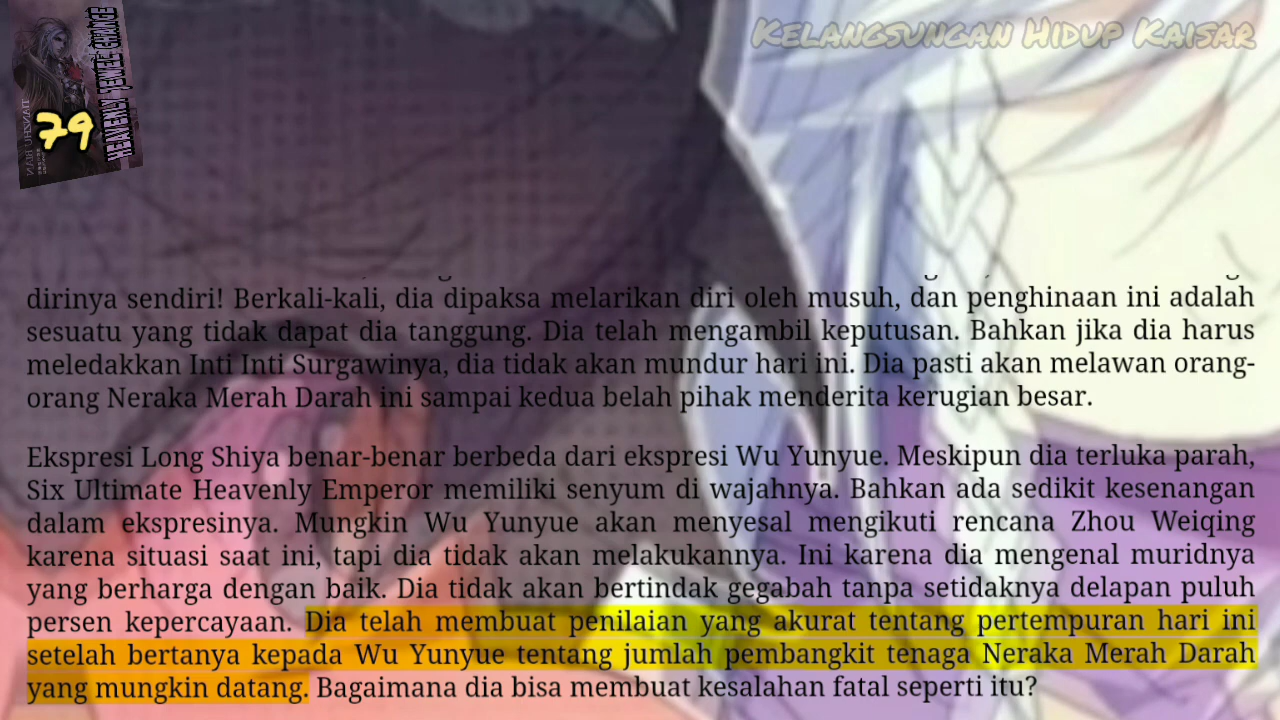 Kelangsungan Hidup Kaisar
HEAVENLY JEWEL CHANGE
79
dirinya sendiri! Berkali-kali, dia dipaksa melarikan diri oleh musuh, dan penghinaan ini adalah
sesuatu yang tidak dapat dia tanggung. Dia telah mengambil keputusan. Bahkan jika dia harus
meledakkan Inti Inti Surgawinya, dia tidak akan mundur hari ini. Dia pasti akan melawan orang-
orang Neraka Merah Darah ini sampai kedua belah pihak menderita kerugian besar.
Ekspresi Long Shiya benar-benar berbeda dari ekspresi Wu Yunyue. Meskipun dia terluka parah,
Six Ultimate Heavenly Emperor memiliki senyum di wajahnya. Bahkan ada sedikit kesenangan
dalam ekspresinya. Mungkin Wu Yunyue akan menyesal mengikuti rencana Zhou Weiqing
karena situasi saat ini, tapi dia tidak akan melakukannya. Ini karena dia mengenal muridnya
yang berharga dengan baik. Dia tidak akan bertindak gegabah tanpa setidaknya delapan puluh
persen kepercayaan. Dia telah membuat penilaian yang akurat tentang pertempuran hari ini
setelah bertanya kepada Wu Yunyue tentang jumlah pembangkit tenaga Neraka Merah Darah
yang mungkin datang. Bagaimana dia bisa membuat kesalahan fatal seperti itu?